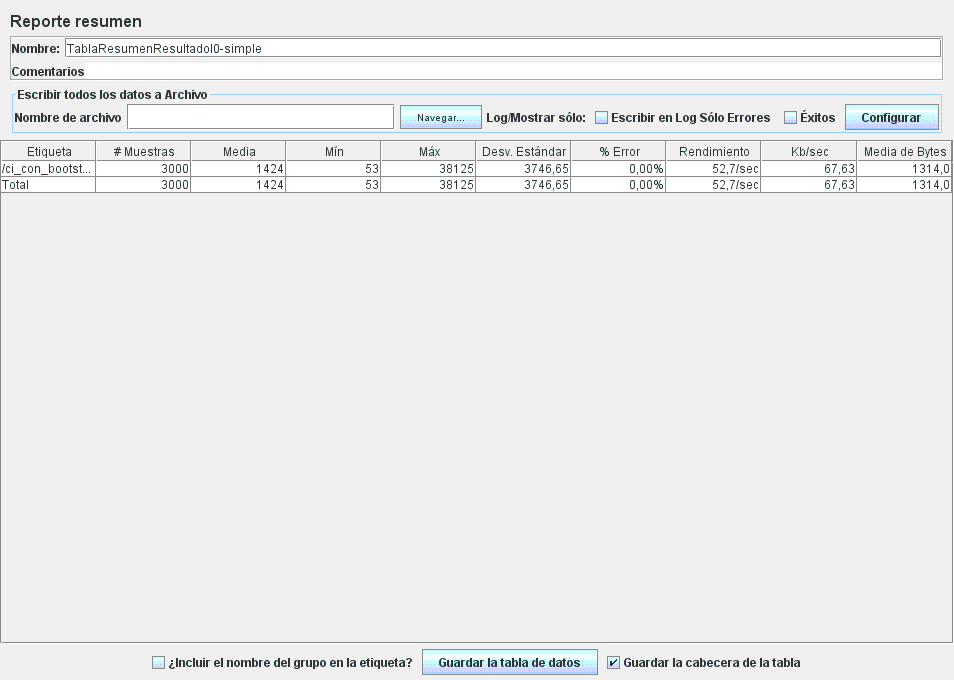 Reporte resumen
Nombre: TablaResumenResultadoI0-simple
Comentarios
Escribir todos los datos a Archivo
Nombre de archivo Navegar... Log/Mostrar sólo: Escribir en Log Sólo Errores Éxitos Configurar
Etiqueta # Muestras Media Mín Máx Desv. Estándar % Error Rendimiento Kb/sec Media de Bytes
/ci_con_bootst... 3000 1424 53 38125 3746,65 0,00% 52,7/sec 67,63 1314,0
Total 3000 1424 53 38125 3746,65 0,00% 52,7/sec 67,63 1314,0
¿Incluir el nombre del grupo en la etiqueta? Guardar la tabla de datos Guardar la cabecera de la tabla